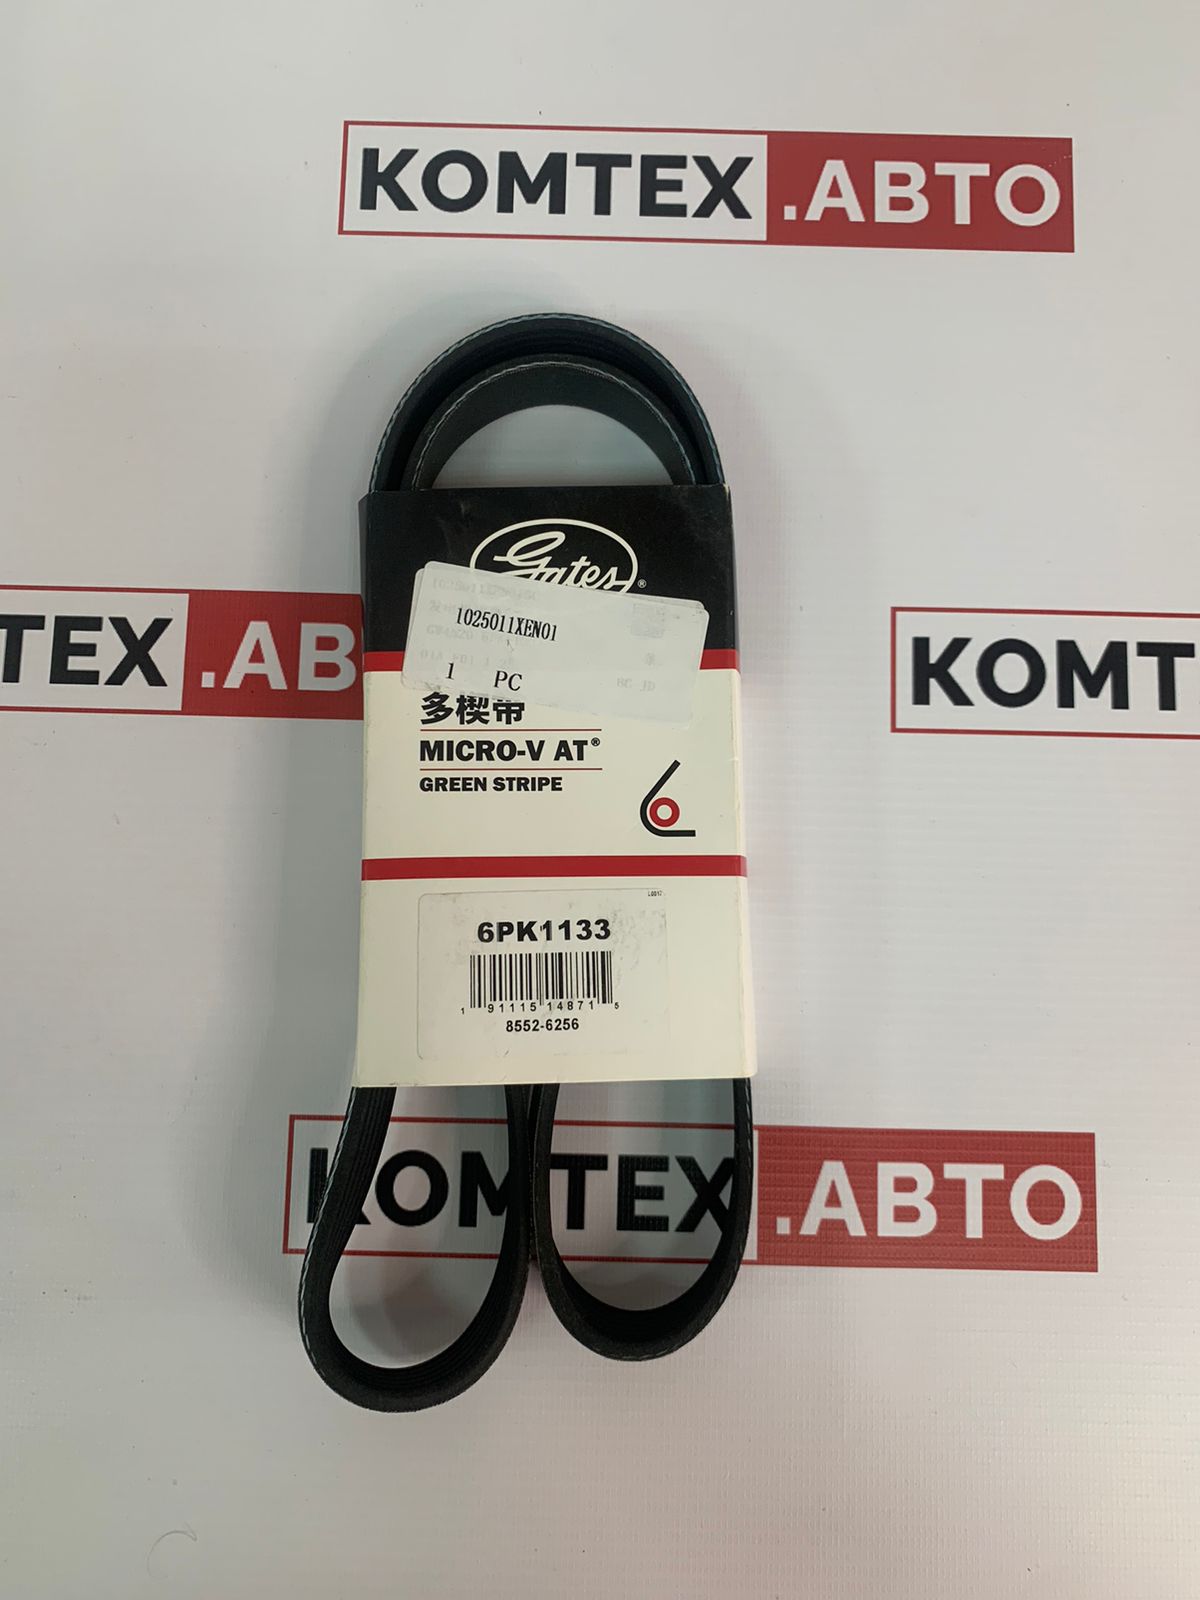 KOMTEX.АВТО
Gates®
1025011XEN01
1 PC
TEX.АВ
KOMT
多楔带
MICRO-V AT®
GREEN STRIPE
6PK1133
1 91115 14871 5
8552-6256
KOMTEX.АВТО